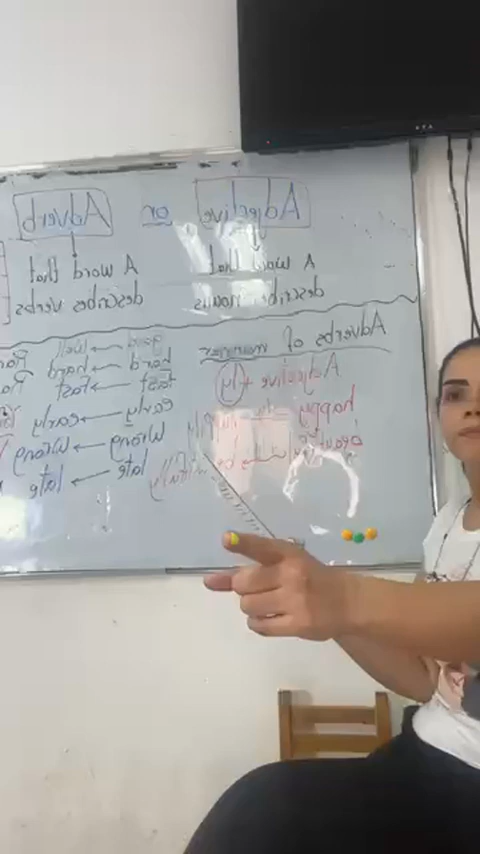 Adjective or Adverb
A word that
describes nouns
A word that
describes verbs
Adverbs of manner
Adjective + ly
happy → happily
good → well
hard → hard
fast → fast
early → early
wrong → wrong
late → late